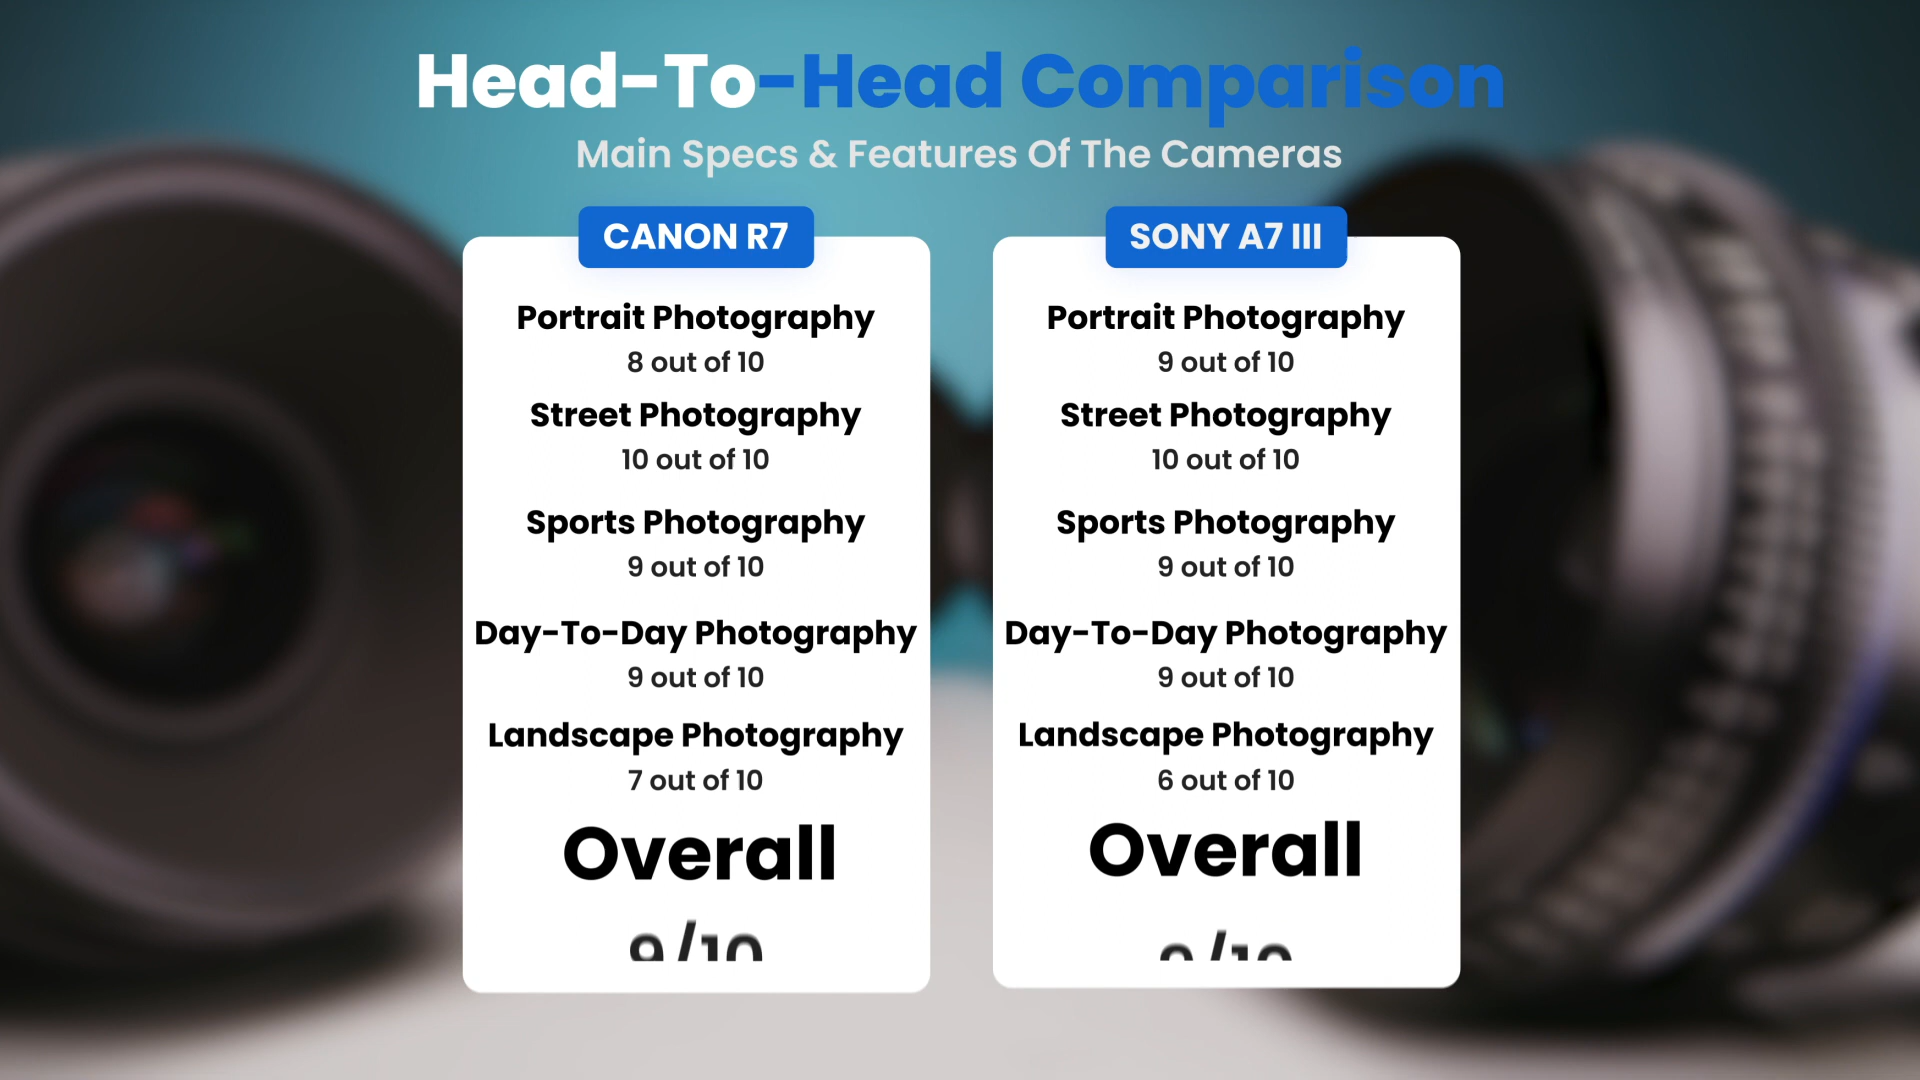 Head-To-Head Comparison
Main Specs & Features Of The Cameras
CANON R7
Portrait Photography
8 out of 10
Street Photography
10 out of 10
Sports Photography
9 out of 10
Day-To-Day Photography
9 out of 10
Landscape Photography
7 out of 10
Overall
SONY A7 III
Portrait Photography
9 out of 10
Street Photography
10 out of 10
Sports Photography
9 out of 10
Day-To-Day Photography
9 out of 10
Landscape Photography
6 out of 10
Overall